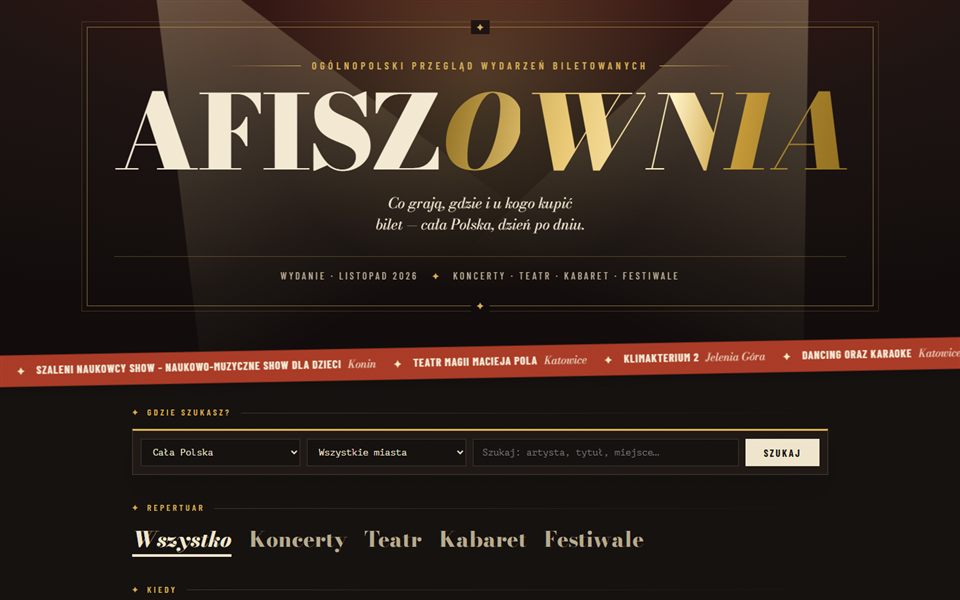 OGÓLNOPOLSKI PRZEGLĄD WYDARZEŃ BILETOWANYCH
AFISZOWNIA
Co grają, gdzie i u kogo kupić
bilet — cała Polska, dzień po dniu.
WYDANIE · LISTOPAD 2026 ✦ KONCERTY · TEATR · KABARET · FESTIWALE
✦ SZALENI NAUKOWCY SHOW – NAUKOWO-MUZYCZNE SHOW DLA DZIECI Konin ✦ TEATR MAGII MACIEJA POLA Katowice ✦ KLIMAKTERIUM 2 Jelenia Góra ✦ DANCING ORAZ KARAOKE Katowice
✦ GDZIE SZUKASZ?
Cała Polska Wszystkie miasta Szukaj: artysta, tytuł, miejsce… SZUKAJ
✦ REPERTUAR
Wszystko Koncerty Teatr Kabaret Festiwale
✦ KIEDY